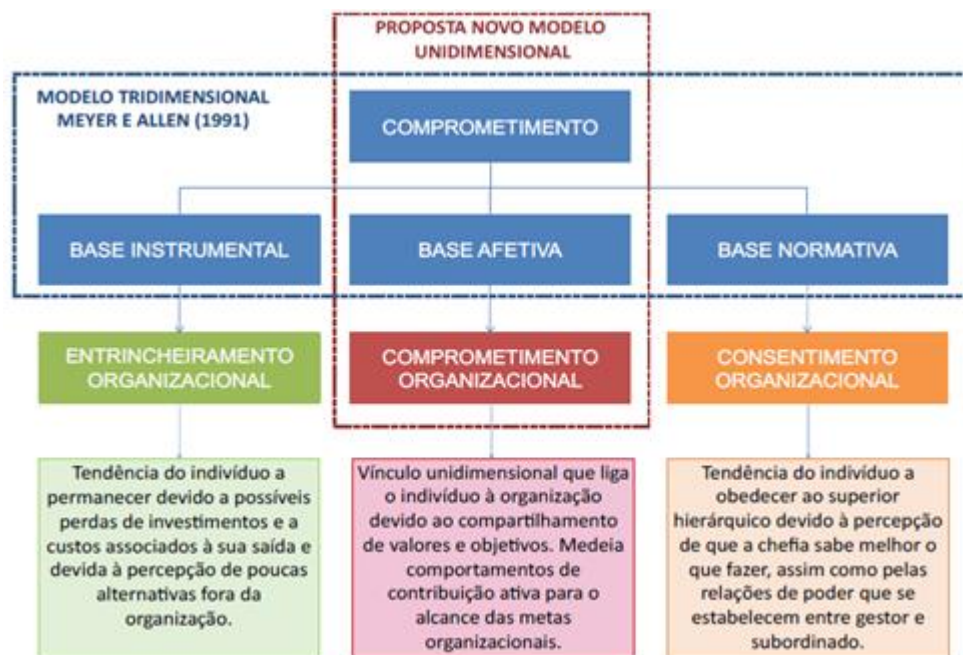 PROPOSTA NOVO MODELO
UNIDIMENSIONAL
MODELO TRIDIMENSIONAL
MEYER E ALLEN (1991)
COMPROMETIMENTO
BASE INSTRUMENTAL
BASE AFETIVA
BASE NORMATIVA
ENTRINCHEIRAMENTO
ORGANIZACIONAL
COMPROMETIMENTO
ORGANIZACIONAL
CONSENTIMENTO
ORGANIZACIONAL
Tendência do indivíduo a
permanecer devido a possíveis
perdas de investimentos e a
custos associados à sua saída e
devida à percepção de poucas
alternativas fora da
organização.
Vínculo unidimensional que liga
o indivíduo à organização
devido ao compartilhamento
de valores e objetivos. Medeia
comportamentos de
contribuição ativa para o
alcance das metas
organizacionais.
Tendência do indivíduo a
obedecer ao superior
hierárquico devido à percepção
de que a chefia sabe melhor o
que fazer, assim como pelas
relações de poder que se
estabelecem entre gestor e
subordinado.